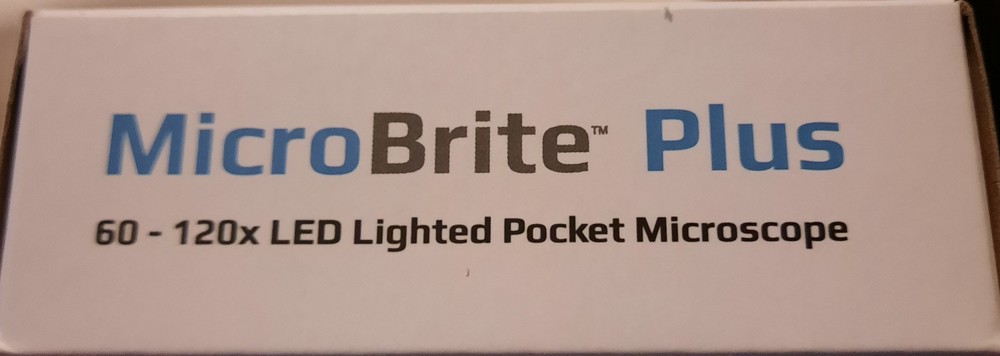 MicroBrite™ Plus
60 - 120x LED Lighted Pocket Microscope